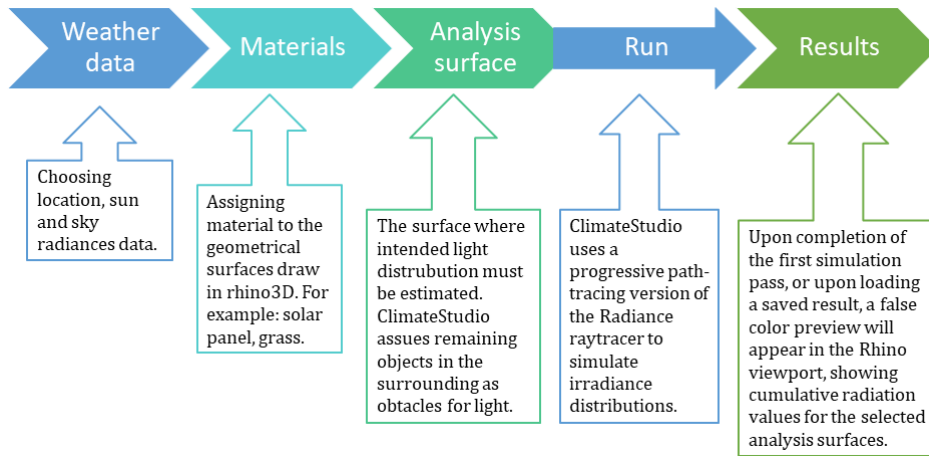 Weather
data
Materials
Analysis
surface
Run
Results
Choosing
location, sun
and sky
radiances data.
Assigning
material to the
geometrical
surfaces draw
in rhino3D. For
example: solar
panel, grass.
The surface where
intended light
distrubution must
be estimated.
ClimateStudio
assues remaining
objects in the
surrounding as
obstacles for light.
ClimateStudio
uses a
progressive path-
tracing version of
the Radiance
raytracer to
simulate
irradiance
distributions.
Upon completion of
the first simulation
pass, or upon loading
a saved result, a false
color preview will
appear in the Rhino
viewport, showing
cumulative radiation
values for the selected
analysis surfaces.